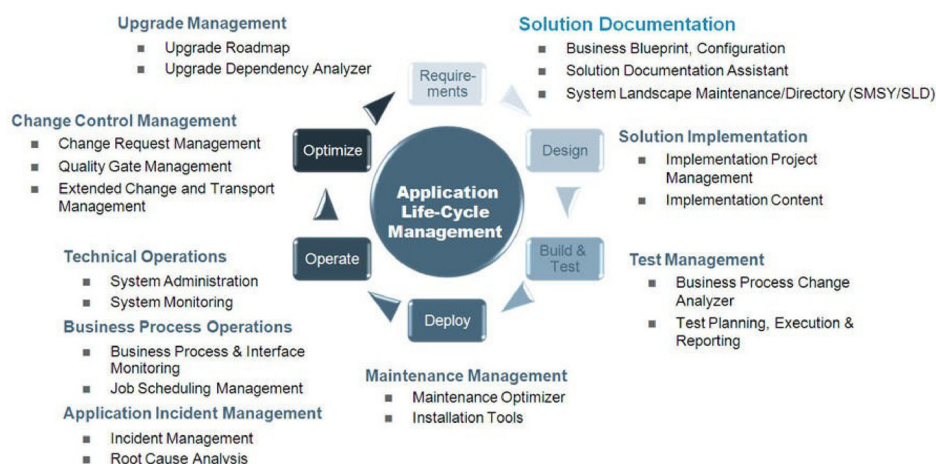 Upgrade Management
■ Upgrade Roadmap
■ Upgrade Dependency Analyzer
Solution Documentation
■ Business Blueprint, Configuration
■ Solution Documentation Assistant
■ System Landscape Maintenance/Directory (SMSY/SLD)
Require-
ments
Change Control Management
■ Change Request Management
■ Quality Gate Management
■ Extended Change and Transport
Management
Optimize
Design
Solution Implementation
■ Implementation Project
Management
■ Implementation Content
Application
Life-Cycle
Management
Technical Operations
■ System Administration
■ System Monitoring
Operate
Build &
Test
Test Management
■ Business Process Change
Analyzer
■ Test Planning, Execution &
Reporting
Business Process Operations
■ Business Process & Interface
Monitoring
■ Job Scheduling Management
Deploy
Maintenance Management
■ Maintenance Optimizer
■ Installation Tools
Application Incident Management
■ Incident Management
■ Root Cause Analysis